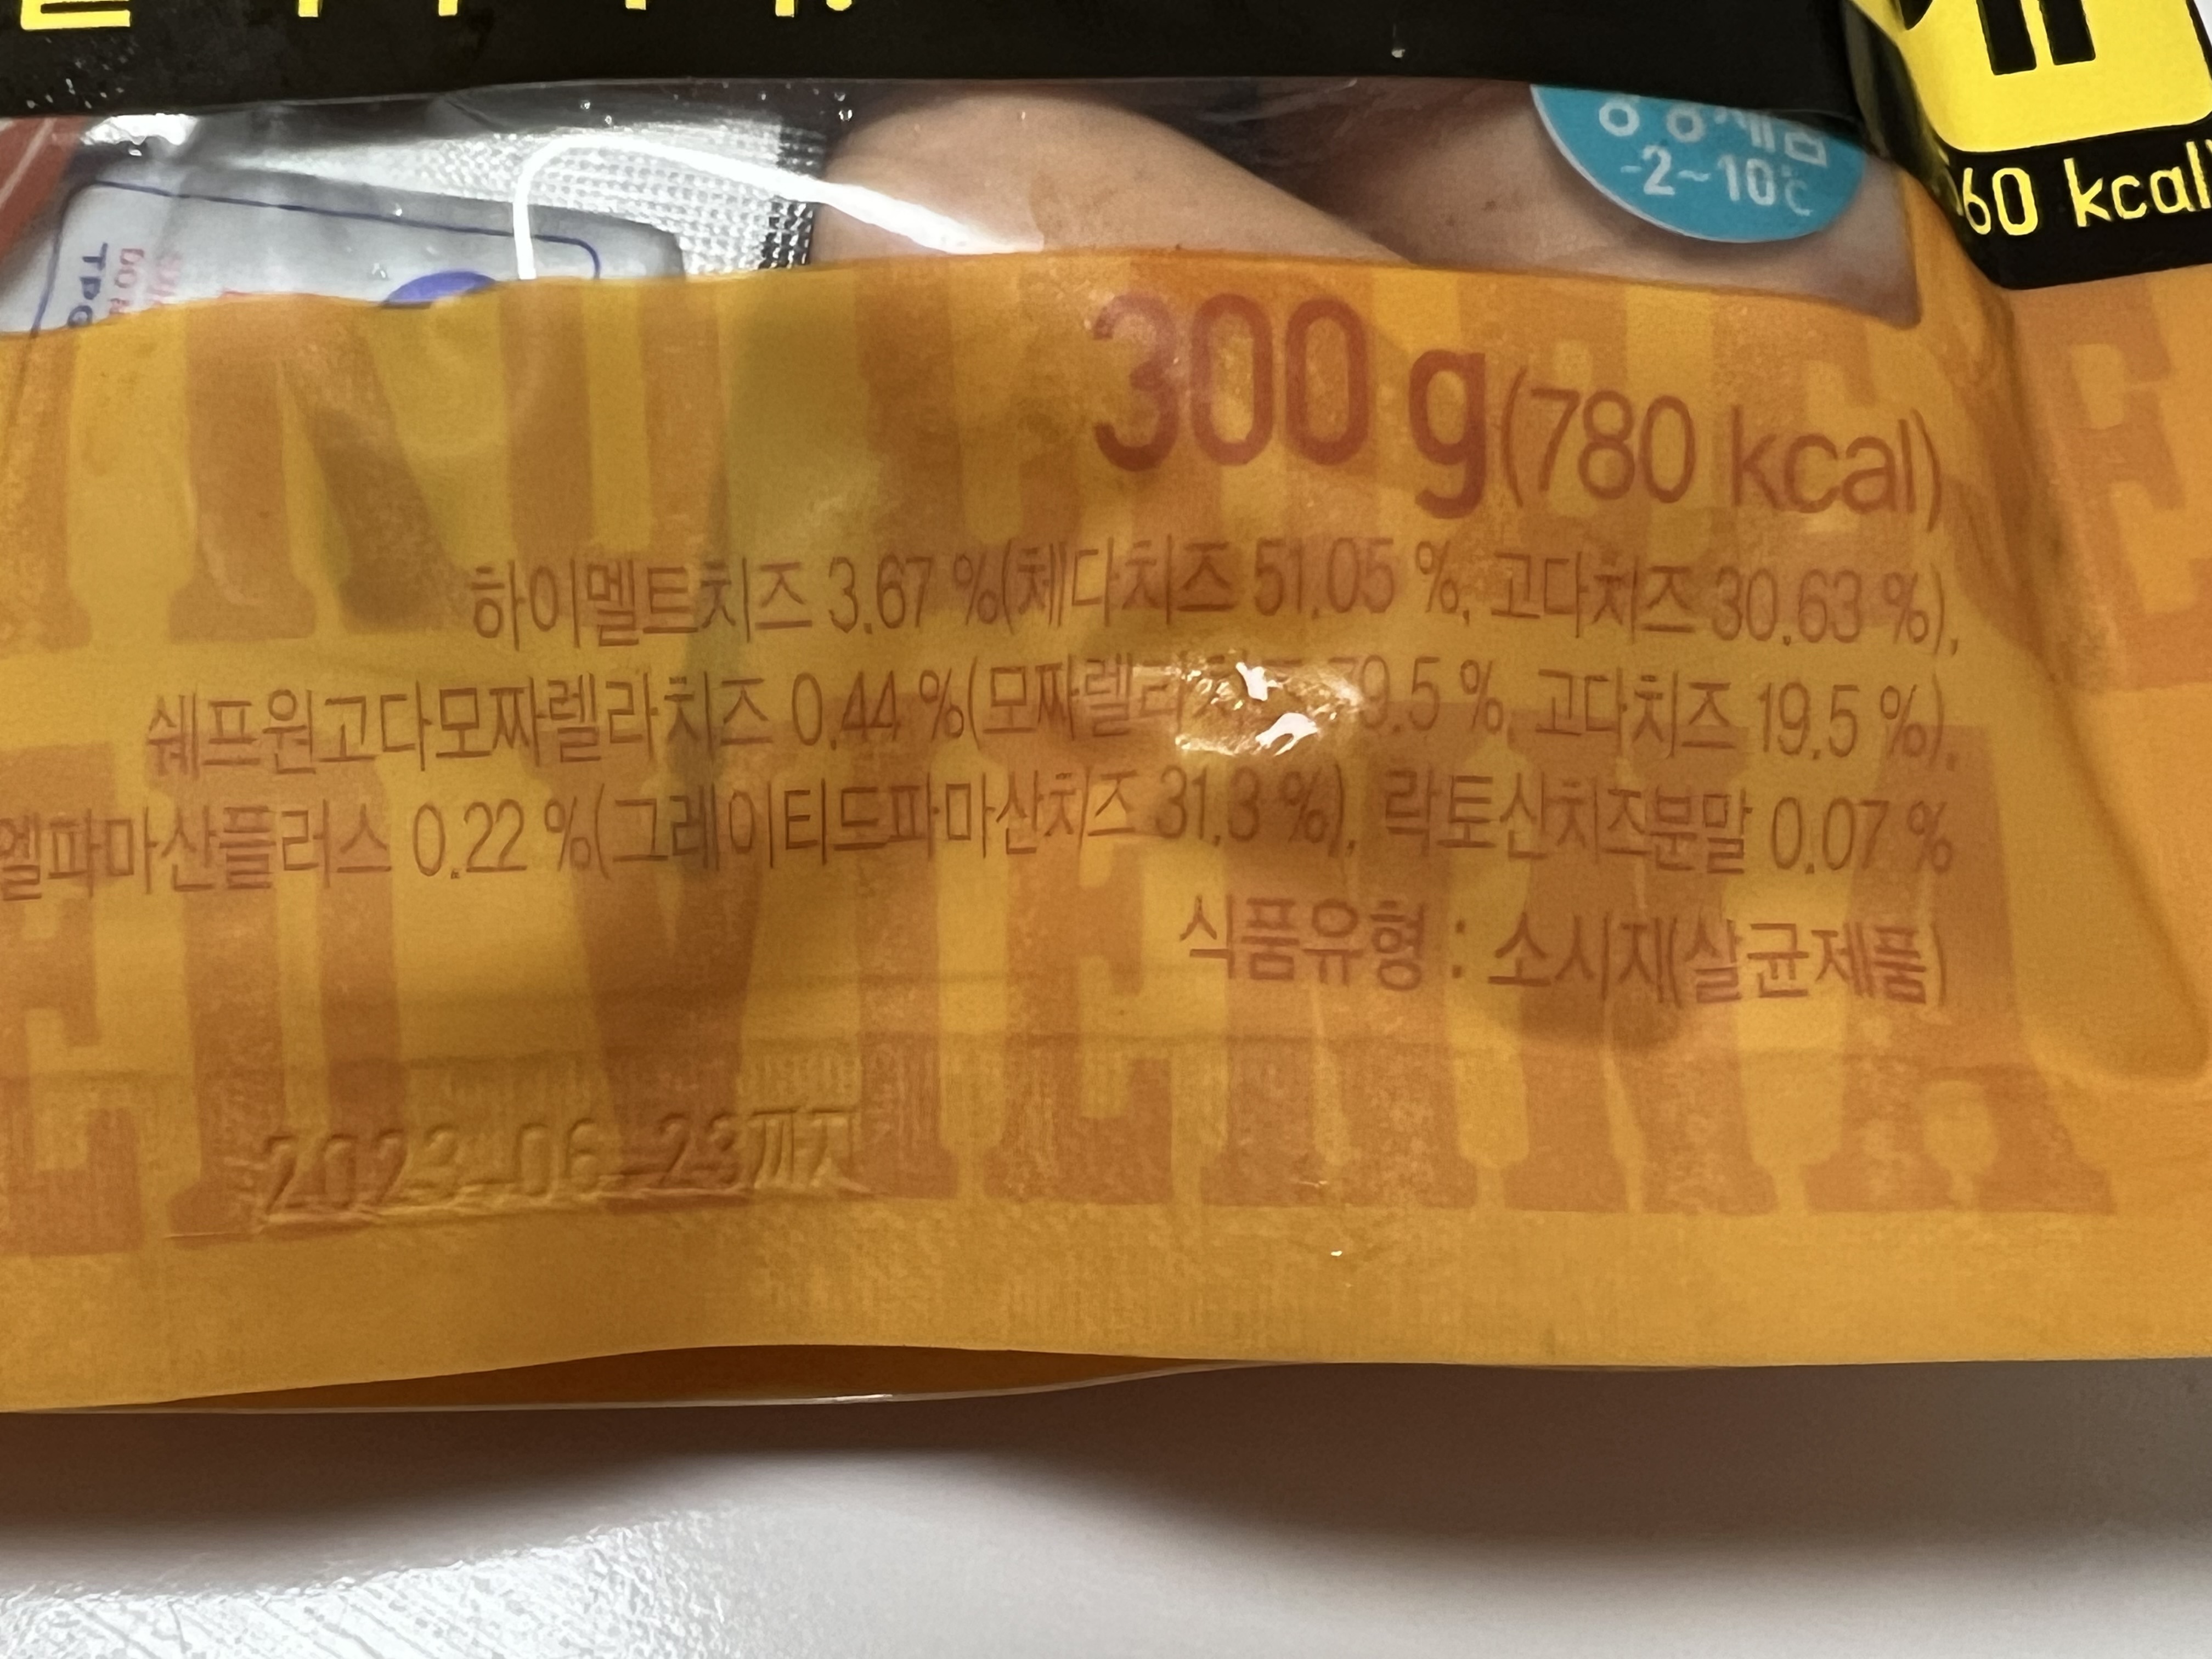 -2~10℃
60 kcal)
300 g(780 kcal)
하이멜트치즈 3.67 %(체다치즈 51.05 %, 고다치즈 30.63 %),
쉐프원고다모짜렐라치즈 0.44 %(모짜렐라 79.5 %, 고다치즈 19.5 %),
엘파마산플러스 0.22 %(그레이티드파마산치즈 31.3 %), 락토산치즈분말 0.07 %
식품유형 : 소시지(살균제품)
2023-06-23까지